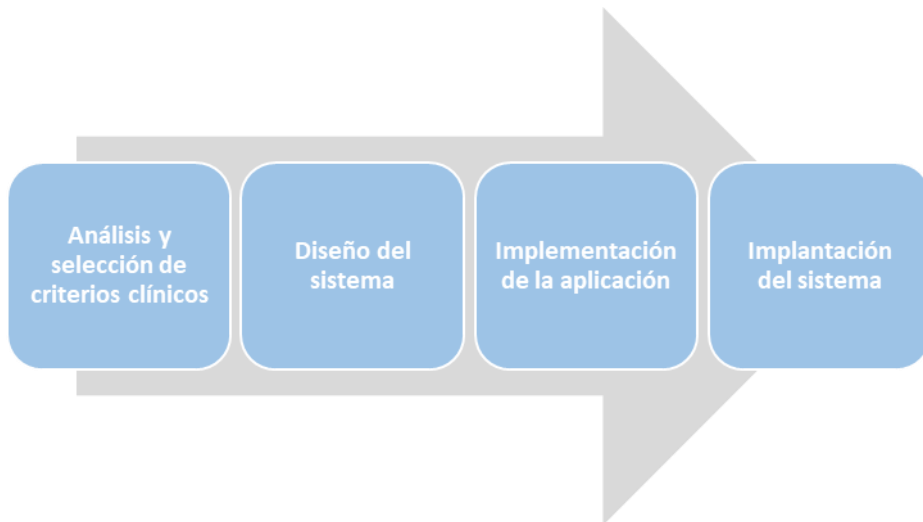 Análisis y
selección de
criterios clínicos
Diseño del
sistema
Implementación
de la aplicación
Implantación
del sistema